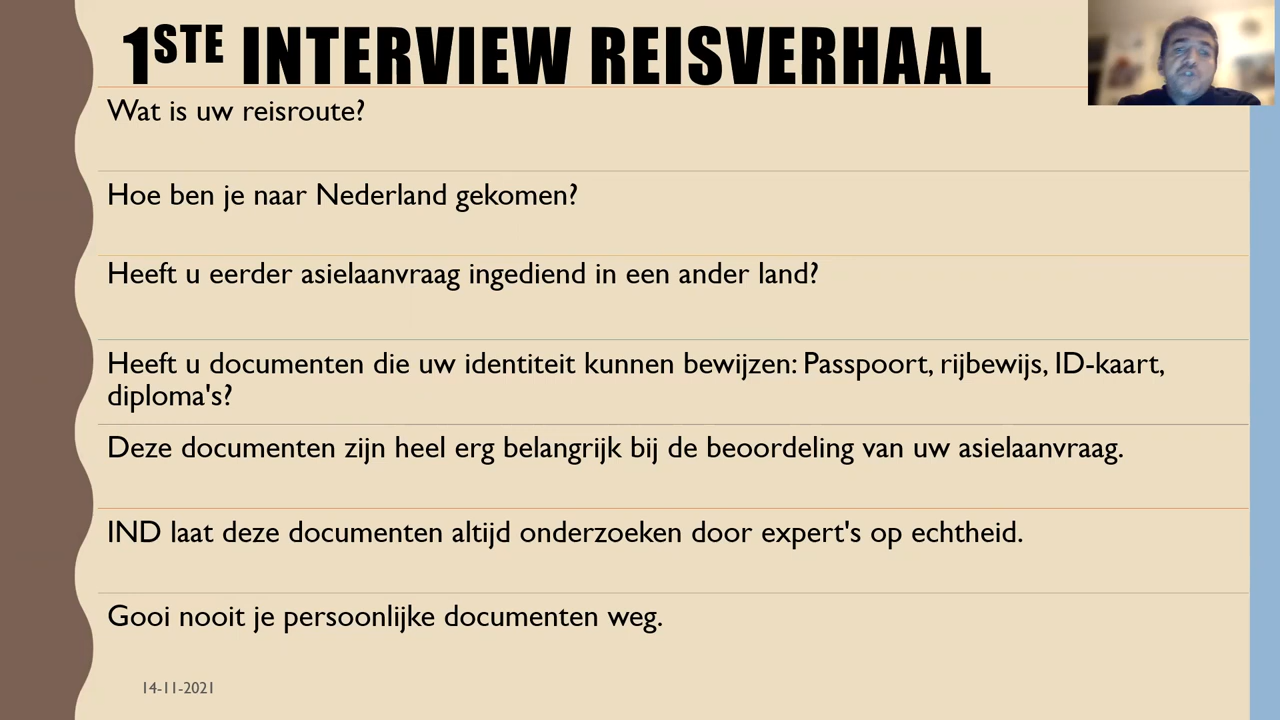 1STE INTERVIEW REISVERHAAL
Wat is uw reisroute?
Hoe ben je naar Nederland gekomen?
Heeft u eerder asielaanvraag ingediend in een ander land?
Heeft u documenten die uw identiteit kunnen bewijzen: Passpoort, rijbewijs, ID-kaart,
diploma's?
Deze documenten zijn heel erg belangrijk bij de beoordeling van uw asielaanvraag.
IND laat deze documenten altijd onderzoeken door expert's op echtheid.
Gooi nooit je persoonlijke documenten weg.
14-11-2021